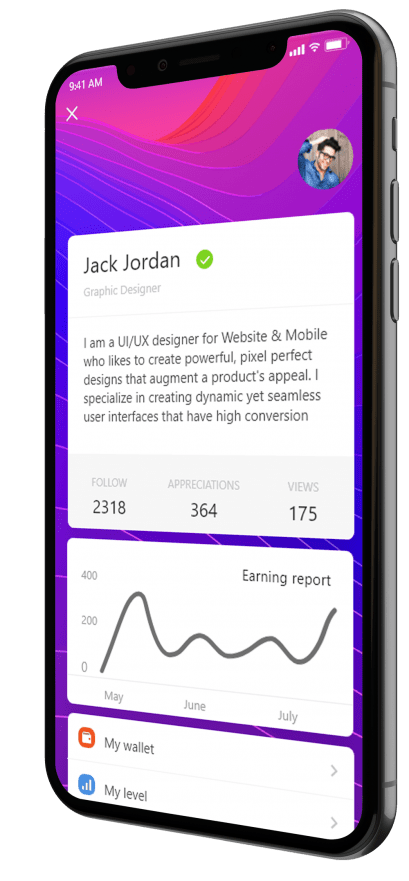 9:41 AM
Jack Jordan
Graphic Designer
I am a UI/UX designer for Website & Mobile
who likes to create powerful, pixel perfect
designs that augment a product's appeal. I
specialize in creating dynamic yet seamless
user interfaces that have high conversion
FOLLOW APPRECIATIONS VIEWS
2318 364 175
Earning report
400
200
0
May June July
My wallet
My level